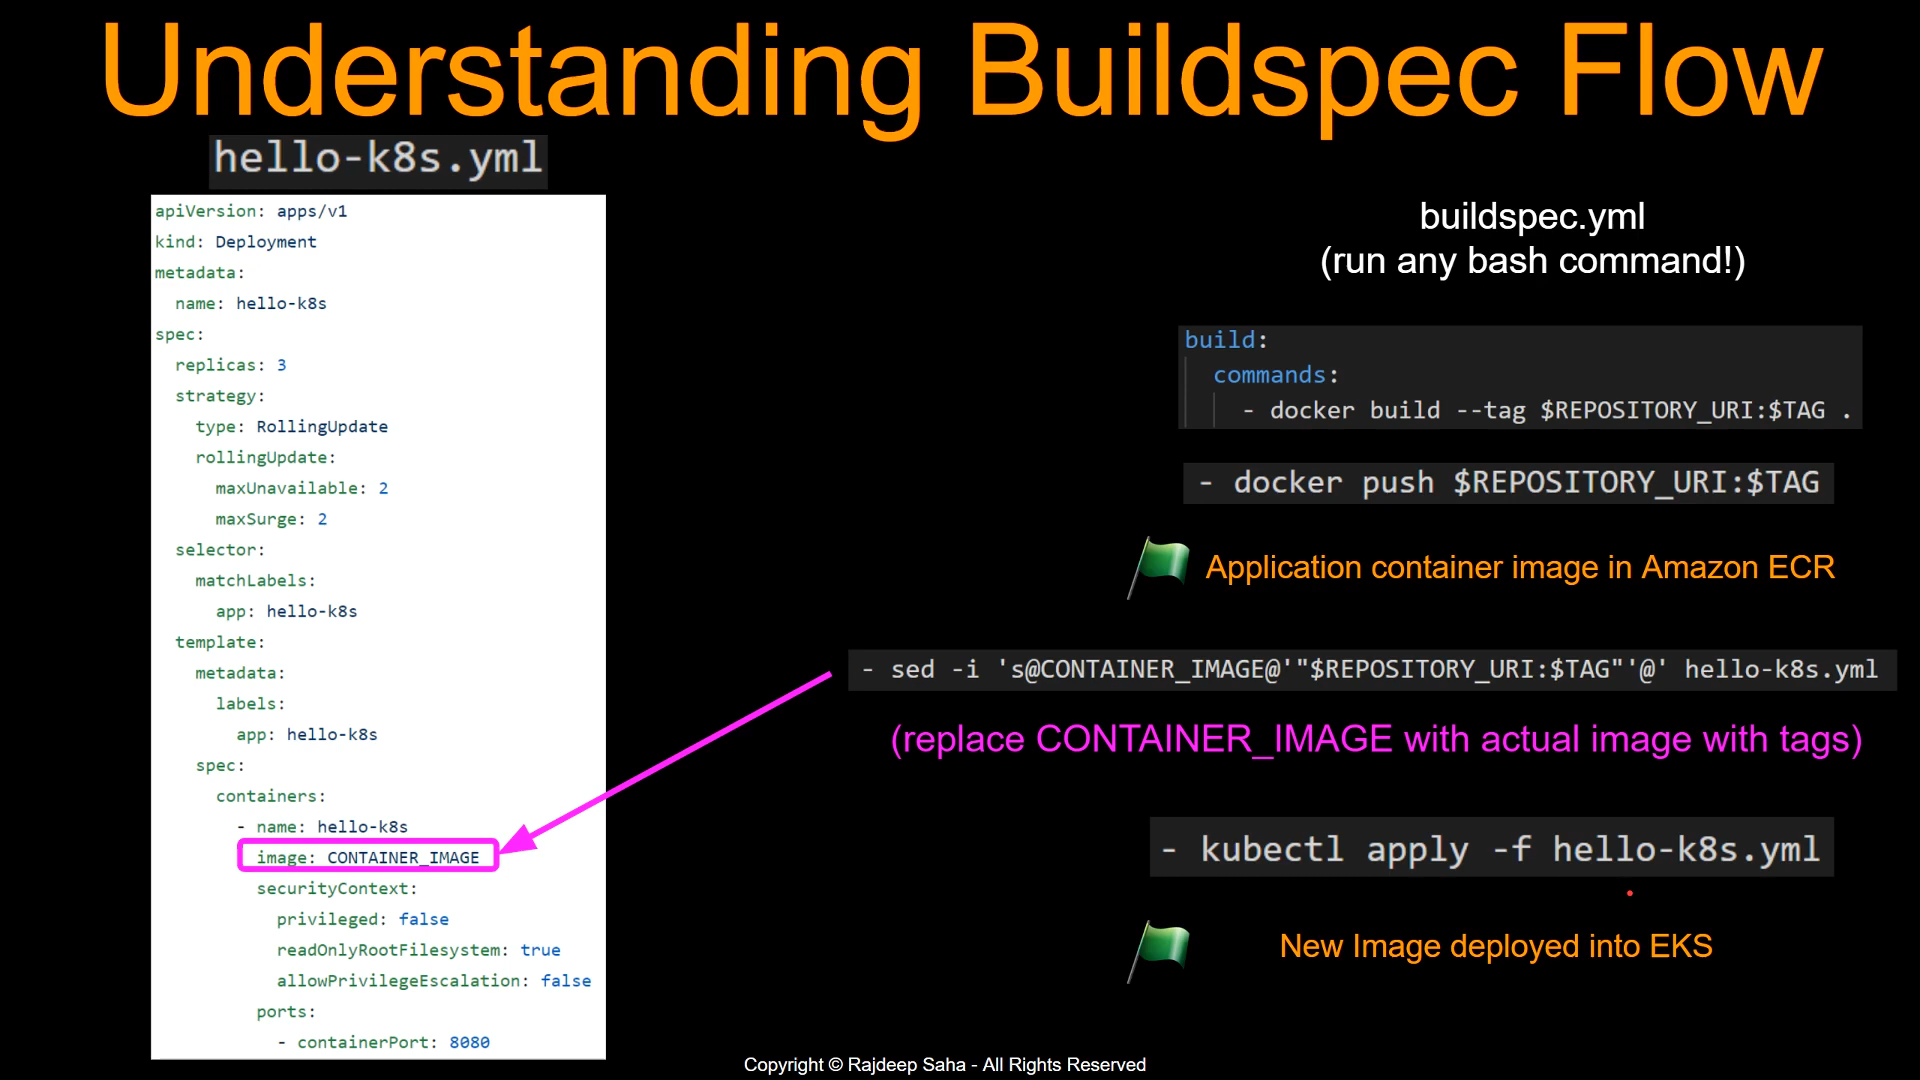 Understanding Buildspec Flow
hello-k8s.yml
apiVersion: apps/v1
kind: Deployment
metadata:
  name: hello-k8s
spec:
  replicas: 3
  strategy:
    type: RollingUpdate
    rollingUpdate:
      maxUnavailable: 2
      maxSurge: 2
  selector:
    matchLabels:
      app: hello-k8s
  template:
    metadata:
      labels:
        app: hello-k8s
    spec:
      containers:
        - name: hello-k8s
          image: CONTAINER_IMAGE
          securityContext:
            privileged: false
            readOnlyRootFilesystem: true
            allowPrivilegeEscalation: false
          ports:
            - containerPort: 8080
buildspec.yml
(run any bash command!)
build:
  commands:
    - docker build --tag $REPOSITORY_URI:$TAG .
- docker push $REPOSITORY_URI:$TAG
Application container image in Amazon ECR
- sed -i 's@CONTAINER_IMAGE@'"$REPOSITORY_URI:$TAG"'@' hello-k8s.yml
(replace CONTAINER_IMAGE with actual image with tags)
- kubectl apply -f hello-k8s.yml
New Image deployed into EKS
Copyright © Rajdeep Saha - All Rights Reserved